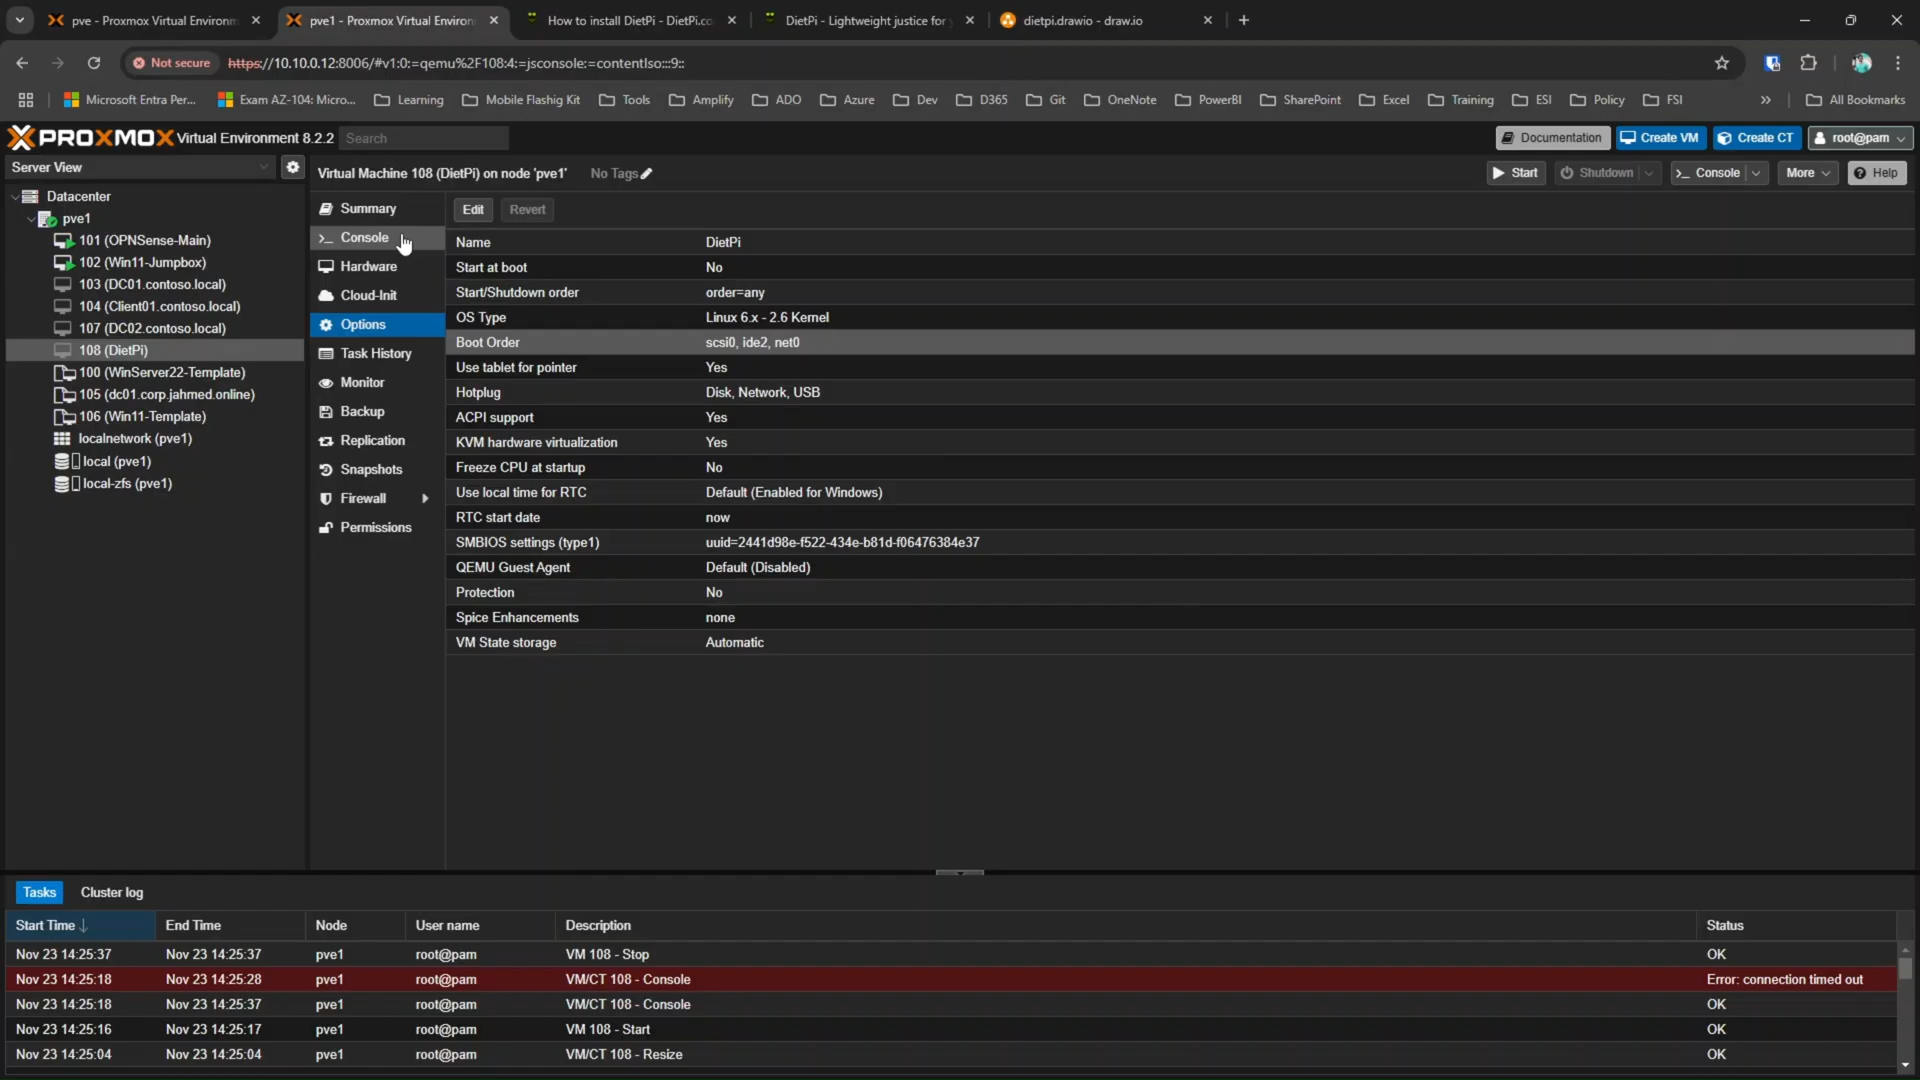 pve - Proxmox Virtual Environm
pve1 - Proxmox Virtual Environ
How to install DietPi - DietPi.co
DietPi - Lightweight justice for
dietpi.drawio - draw.io
Not secure https://10.10.0.12:8006/#v1:0:=qemu%2F108:4:=jsconsole:=contentIso:::9::
Microsoft Entra Per... Exam AZ-104: Micro... Learning Mobile Flashig Kit Tools Amplify ADO Azure Dev D365 Git OneNote PowerBI SharePoint Excel Training ESI Policy FSI » All Bookmarks
PROXMOX Virtual Environment 8.2.2 Search Documentation Create VM Create CT root@pam
Server View
Virtual Machine 108 (DietPi) on node 'pve1' No Tags Start Shutdown Console More Help
Datacenter
pve1
101 (OPNSense-Main)
102 (Win11-Jumpbox)
103 (DC01.contoso.local)
104 (Client01.contoso.local)
107 (DC02.contoso.local)
108 (DietPi)
100 (WinServer22-Template)
105 (dc01.corp.jahmed.online)
106 (Win11-Template)
localnetwork (pve1)
local (pve1)
local-zfs (pve1)
Summary
Console
Hardware
Cloud-Init
Options
Task History
Monitor
Backup
Replication
Snapshots
Firewall
Permissions
Edit Revert
Name DietPi
Start at boot No
Start/Shutdown order order=any
OS Type Linux 6.x - 2.6 Kernel
Boot Order scsi0, ide2, net0
Use tablet for pointer Yes
Hotplug Disk, Network, USB
ACPI support Yes
KVM hardware virtualization Yes
Freeze CPU at startup No
Use local time for RTC Default (Enabled for Windows)
RTC start date now
SMBIOS settings (type1) uuid=2441d98e-f522-434e-b81d-f06476384e37
QEMU Guest Agent Default (Disabled)
Protection No
Spice Enhancements none
VM State storage Automatic
Tasks Cluster log
Start Time ↓ End Time Node User name Description Status
Nov 23 14:25:37 Nov 23 14:25:37 pve1 root@pam VM 108 - Stop OK
Nov 23 14:25:18 Nov 23 14:25:28 pve1 root@pam VM/CT 108 - Console Error: connection timed out
Nov 23 14:25:18 Nov 23 14:25:37 pve1 root@pam VM/CT 108 - Console OK
Nov 23 14:25:16 Nov 23 14:25:17 pve1 root@pam VM 108 - Start OK
Nov 23 14:25:04 Nov 23 14:25:04 pve1 root@pam VM/CT 108 - Resize OK